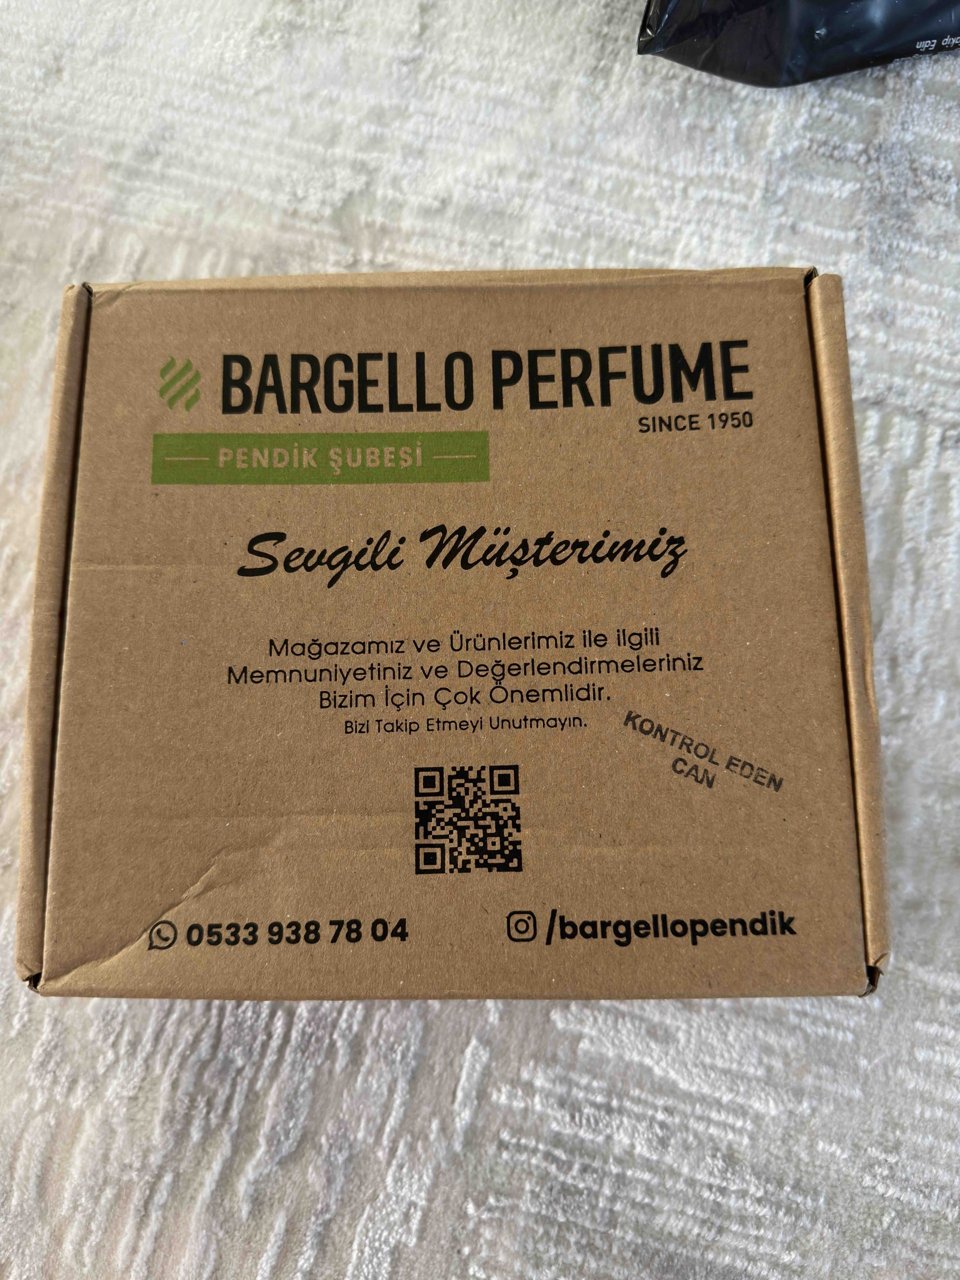 BARGELLO PERFUME
SINCE 1950
PENDİK ŞUBESİ
Sevgili Müşterimiz
Mağazamız ve Ürünlerimiz ile ilgili
Memnuniyetiniz ve Değerlendirmeleriniz
Bizim İçin Çok Önemlidir.
Bizi Takip Etmeyi Unutmayın.
KONTROL EDEN
CAN
0533 938 78 04
/bargellopendik
Edin